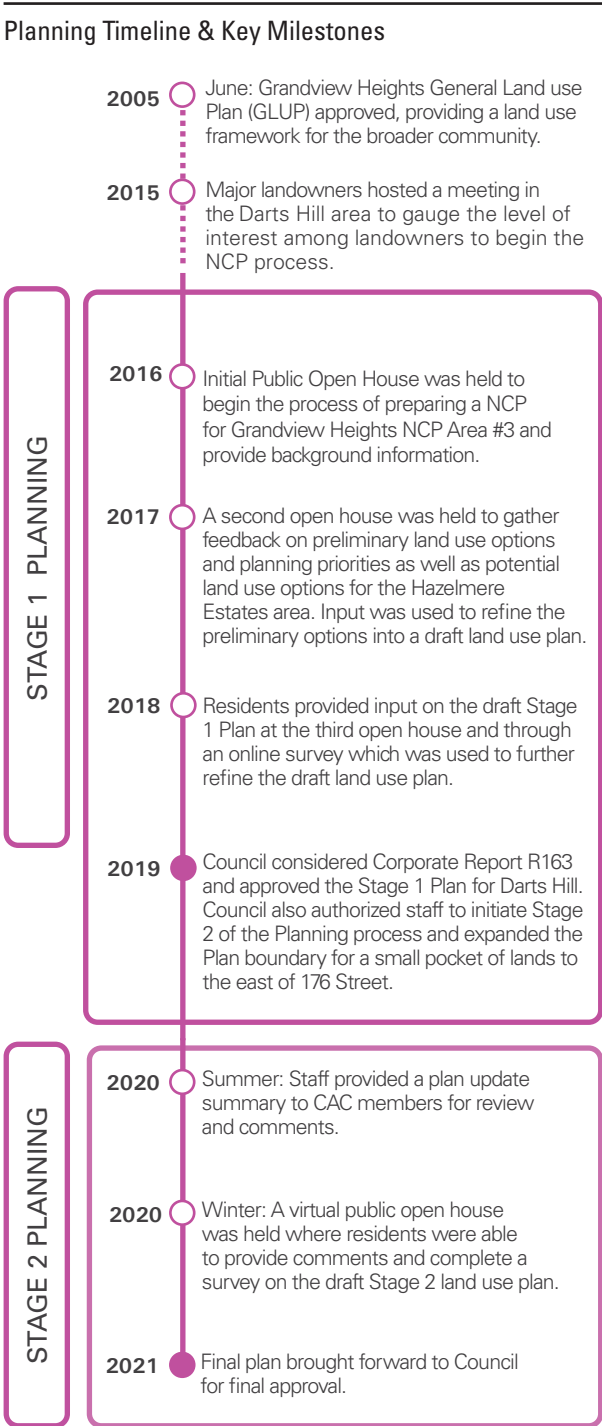 Planning Timeline & Key Milestones
2005
June: Grandview Heights General Land use
Plan (GLUP) approved, providing a land use
framework for the broader community.
2015
Major landowners hosted a meeting in
the Darts Hill area to gauge the level of
interest among landowners to begin the
NCP process.
STAGE 1 PLANNING
2016
Initial Public Open House was held to
begin the process of preparing a NCP
for Grandview Heights NCP Area #3 and
provide background information.
2017
A second open house was held to gather
feedback on preliminary land use options
and planning priorities as well as potential
land use options for the Hazelmere
Estates area. Input was used to refine the
preliminary options into a draft land use plan.
2018
Residents provided input on the draft Stage
1 Plan at the third open house and through
an online survey which was used to further
refine the draft land use plan.
2019
Council considered Corporate Report R163
and approved the Stage 1 Plan for Darts Hill.
Council also authorized staff to initiate Stage
2 of the Planning process and expanded the
Plan boundary for a small pocket of lands to
the east of 176 Street.
STAGE 2 PLANNING
2020
Summer: Staff provided a plan update
summary to CAC members for review
and comments.
2020
Winter: A virtual public open house
was held where residents were able
to provide comments and complete a
survey on the draft Stage 2 land use plan.
2021
Final plan brought forward to Council
for final approval.